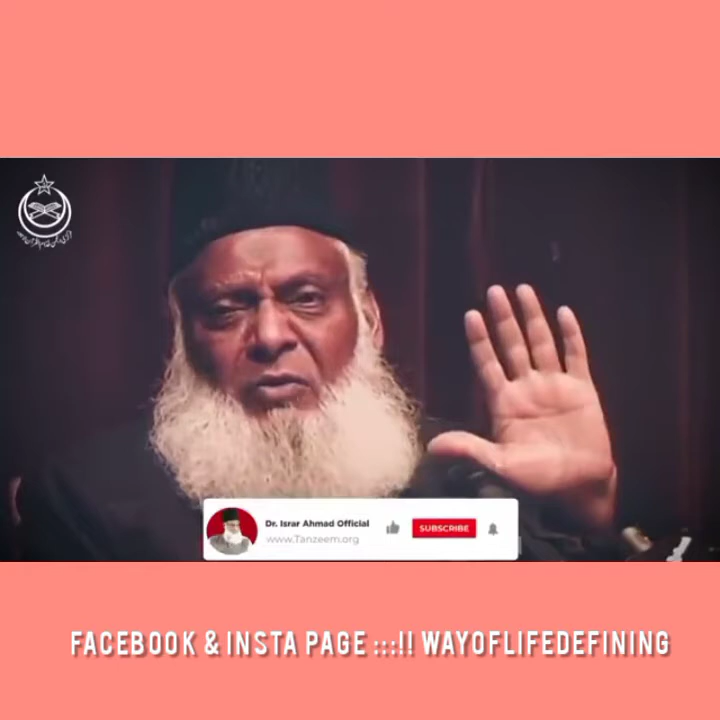 Dr. Israr Ahmad Official
www.Tanzeem.org
SUBSCRIBE
FACEBOOK & INSTA PAGE :::!! WAYOFLIFEDEFINING